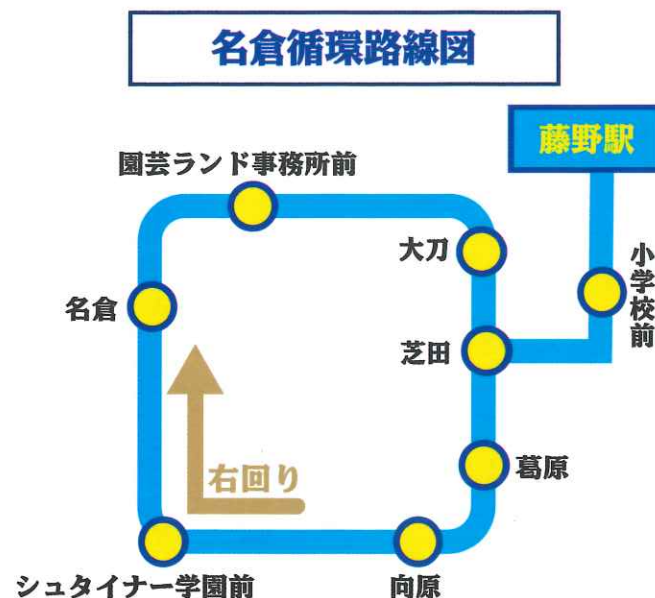 名倉循環路線図
藤野駅
園芸ランド事務所前
大刀
小学校前
名倉
芝田
葛原
右回り
シュタイナー学園前
向原